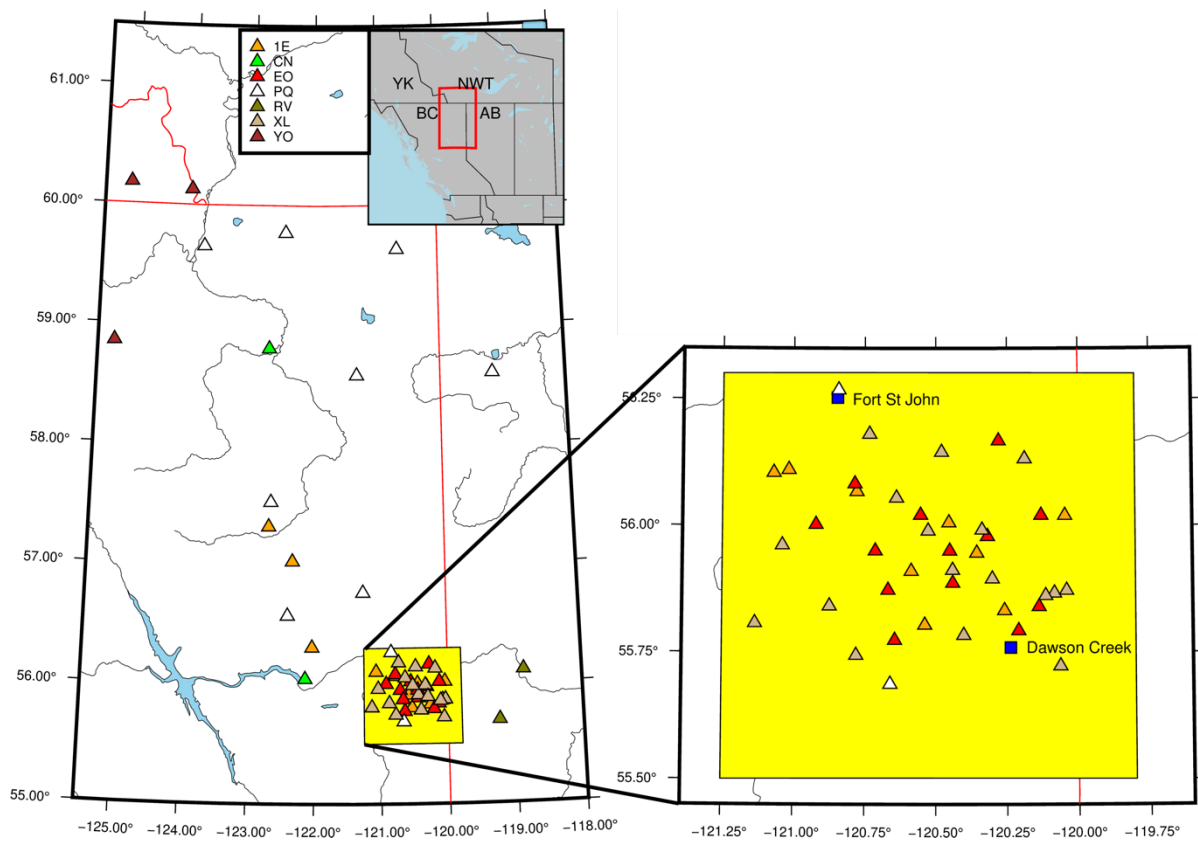 1E
CN
EO
PQ
RV
XL
YO
YK
NWT
BC
AB
61.00°
60.00°
59.00°
58.00°
57.00°
56.00°
55.00°
−125.00°
−124.00°
−123.00°
−122.00°
−121.00°
−120.00°
−119.00°
−118.00°
Fort St John
Dawson Creek
56.25°
56.00°
55.75°
55.50°
−121.25°
−121.00°
−120.75°
−120.50°
−120.25°
−120.00°
−119.75°